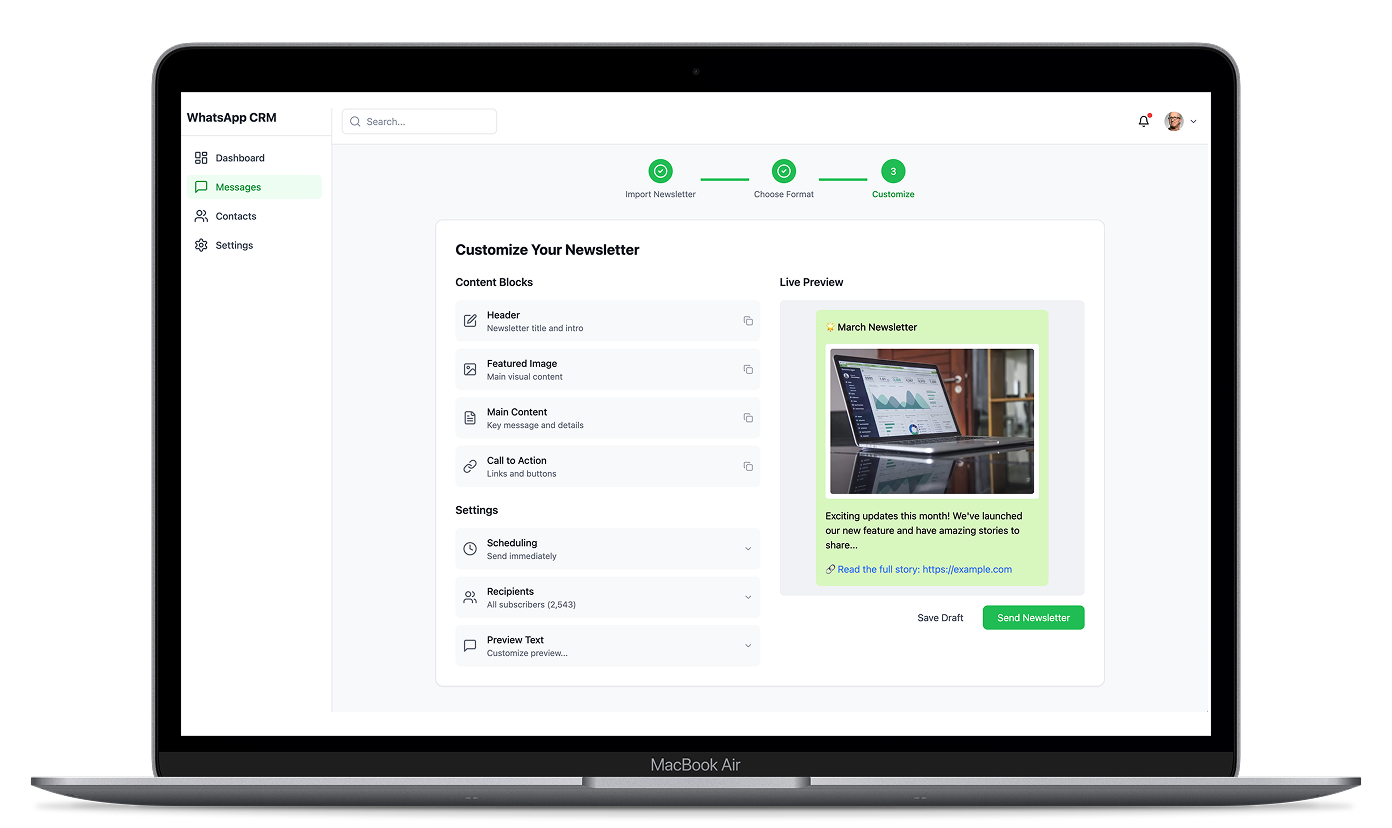 WhatsApp CRM
Search...
Dashboard
Messages
Contacts
Settings
3
Import Newsletter
Choose Format
Customize
Customize Your Newsletter
Content Blocks
Header
Newsletter title and intro
Featured Image
Main visual content
Main Content
Key message and details
Call to Action
Links and buttons
Settings
Scheduling
Send immediately
Recipients
All subscribers (2,543)
Preview Text
Customize preview...
Live Preview
March Newsletter
Exciting updates this month! We've launched
our new feature and have amazing stories to
share...
Read the full story: https://example.com
Save Draft
Send Newsletter
MacBook Air